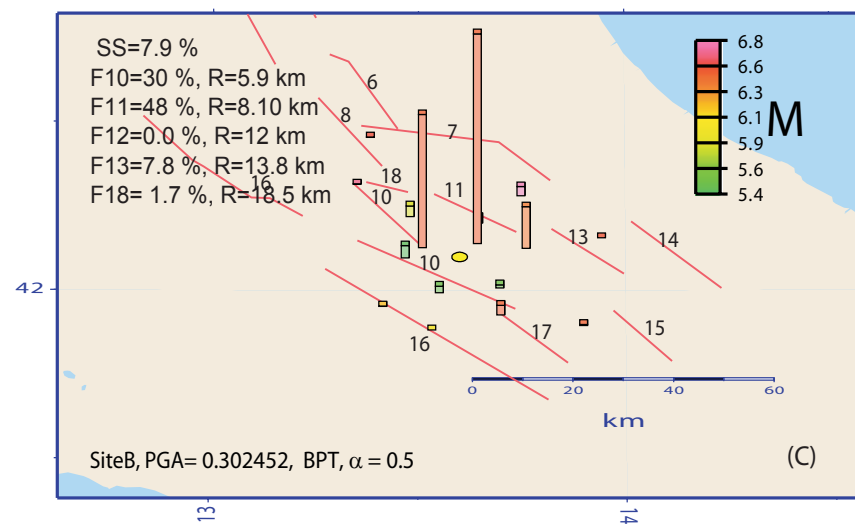 SS=7.9 %
F10=30 %, R=5.9 km
F11=48 %, R=8.10 km
F12=0.0 %, R=12 km
F13=7.8 %, R=13.8 km
F18= 1.7 %, R=18.5 km
6
8
7
16
18
10
11
13
14
10
16
17
15
6.8
6.6
6.3
6.1
5.9
5.6
5.4
M
42
0 20 40 60
km
SiteB, PGA= 0.302452, BPT, α = 0.5
(C)
13 14